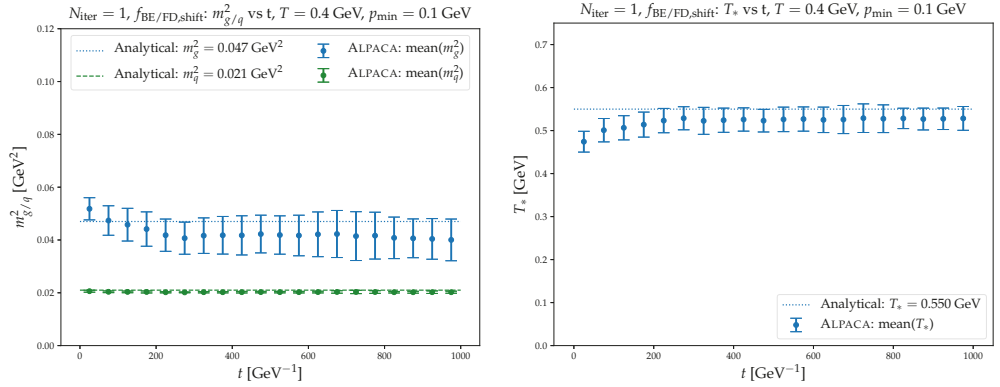 N_iter = 1, f_BE/FD,shift: m²_g/q vs t, T = 0.4 GeV, p_min = 0.1 GeV
Analytical: m²_g = 0.047 GeV²
Analytical: m²_q = 0.021 GeV²
ALPACA: mean(m²_g)
ALPACA: mean(m²_q)
0.12
0.10
0.08
0.06
0.04
0.02
0.00
m²_g/q [GeV²]
0
200
400
600
800
1000
t [GeV⁻¹]
N_iter = 1, f_BE/FD,shift: T_* vs t, T = 0.4 GeV, p_min = 0.1 GeV
0.7
0.6
0.5
0.4
0.3
0.2
0.1
0.0
T_* [GeV]
Analytical: T_* = 0.550 GeV
ALPACA: mean(T_*)
0
200
400
600
800
1000
t [GeV⁻¹]